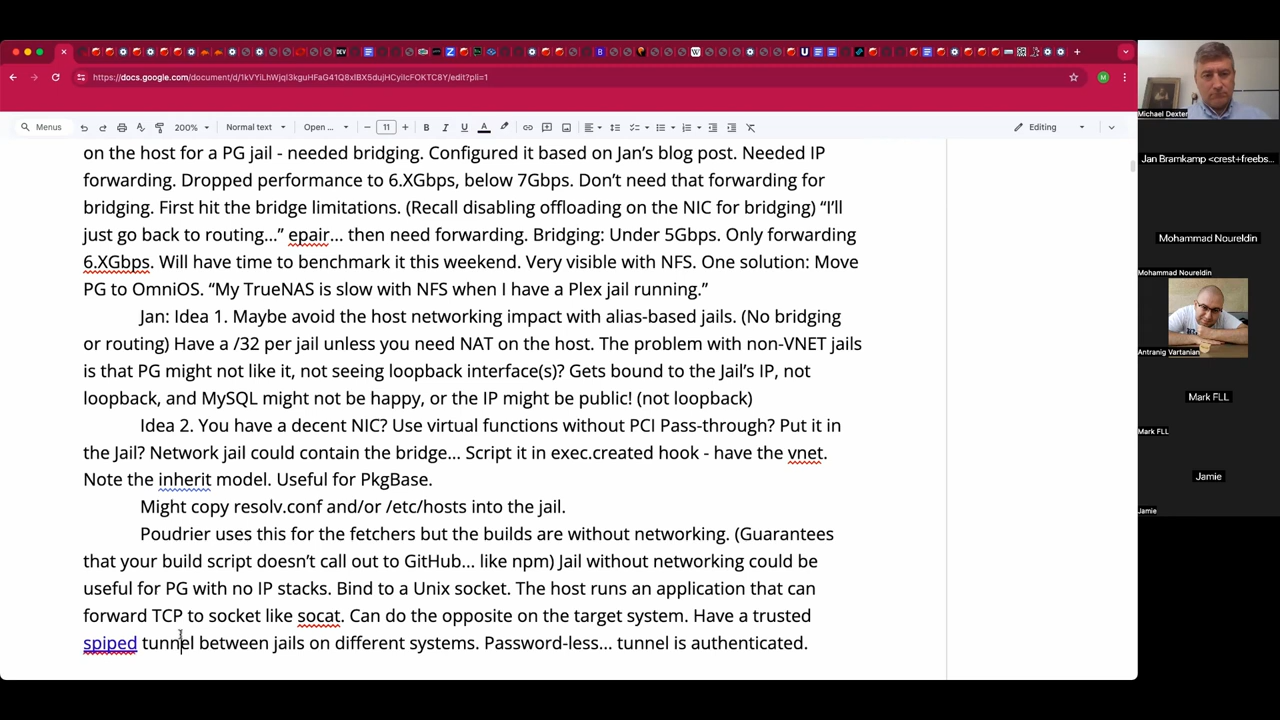 https://docs.google.com/document/d/1kVYiLhWjqI3kguHFaG41Q8xIBX5dujHCyiIcFOKTC8Y/edit?pli=1
Menus
200%
Normal text
Open ...
11
Editing
on the host for a PG jail - needed bridging. Configured it based on Jan’s blog post. Needed IP
forwarding. Dropped performance to 6.XGbps, below 7Gbps. Don’t need that forwarding for
bridging. First hit the bridge limitations. (Recall disabling offloading on the NIC for bridging) “I’ll
just go back to routing...” epair... then need forwarding. Bridging: Under 5Gbps. Only forwarding
6.XGbps. Will have time to benchmark it this weekend. Very visible with NFS. One solution: Move
PG to OmniOS. “My TrueNAS is slow with NFS when I have a Plex jail running.”
Jan: Idea 1. Maybe avoid the host networking impact with alias-based jails. (No bridging
or routing) Have a /32 per jail unless you need NAT on the host. The problem with non-VNET jails
is that PG might not like it, not seeing loopback interface(s)? Gets bound to the Jail’s IP, not
loopback, and MySQL might not be happy, or the IP might be public! (not loopback)
Idea 2. You have a decent NIC? Use virtual functions without PCI Pass-through? Put it in
the Jail? Network jail could contain the bridge... Script it in exec.created hook - have the vnet.
Note the inherit model. Useful for PkgBase.
Might copy resolv.conf and/or /etc/hosts into the jail.
Poudrier uses this for the fetchers but the builds are without networking. (Guarantees
that your build script doesn’t call out to GitHub... like npm) Jail without networking could be
useful for PG with no IP stacks. Bind to a Unix socket. The host runs an application that can
forward TCP to socket like socat. Can do the opposite on the target system. Have a trusted
spiped tunnel between jails on different systems. Password-less... tunnel is authenticated.
Michael Dexter
Jan Bramkamp <crest+freebs...
Mohammad Noureldin
Mohammad Noureldin
Antranig Vartanian
Mark FLL
Mark FLL
Jamie
Jamie